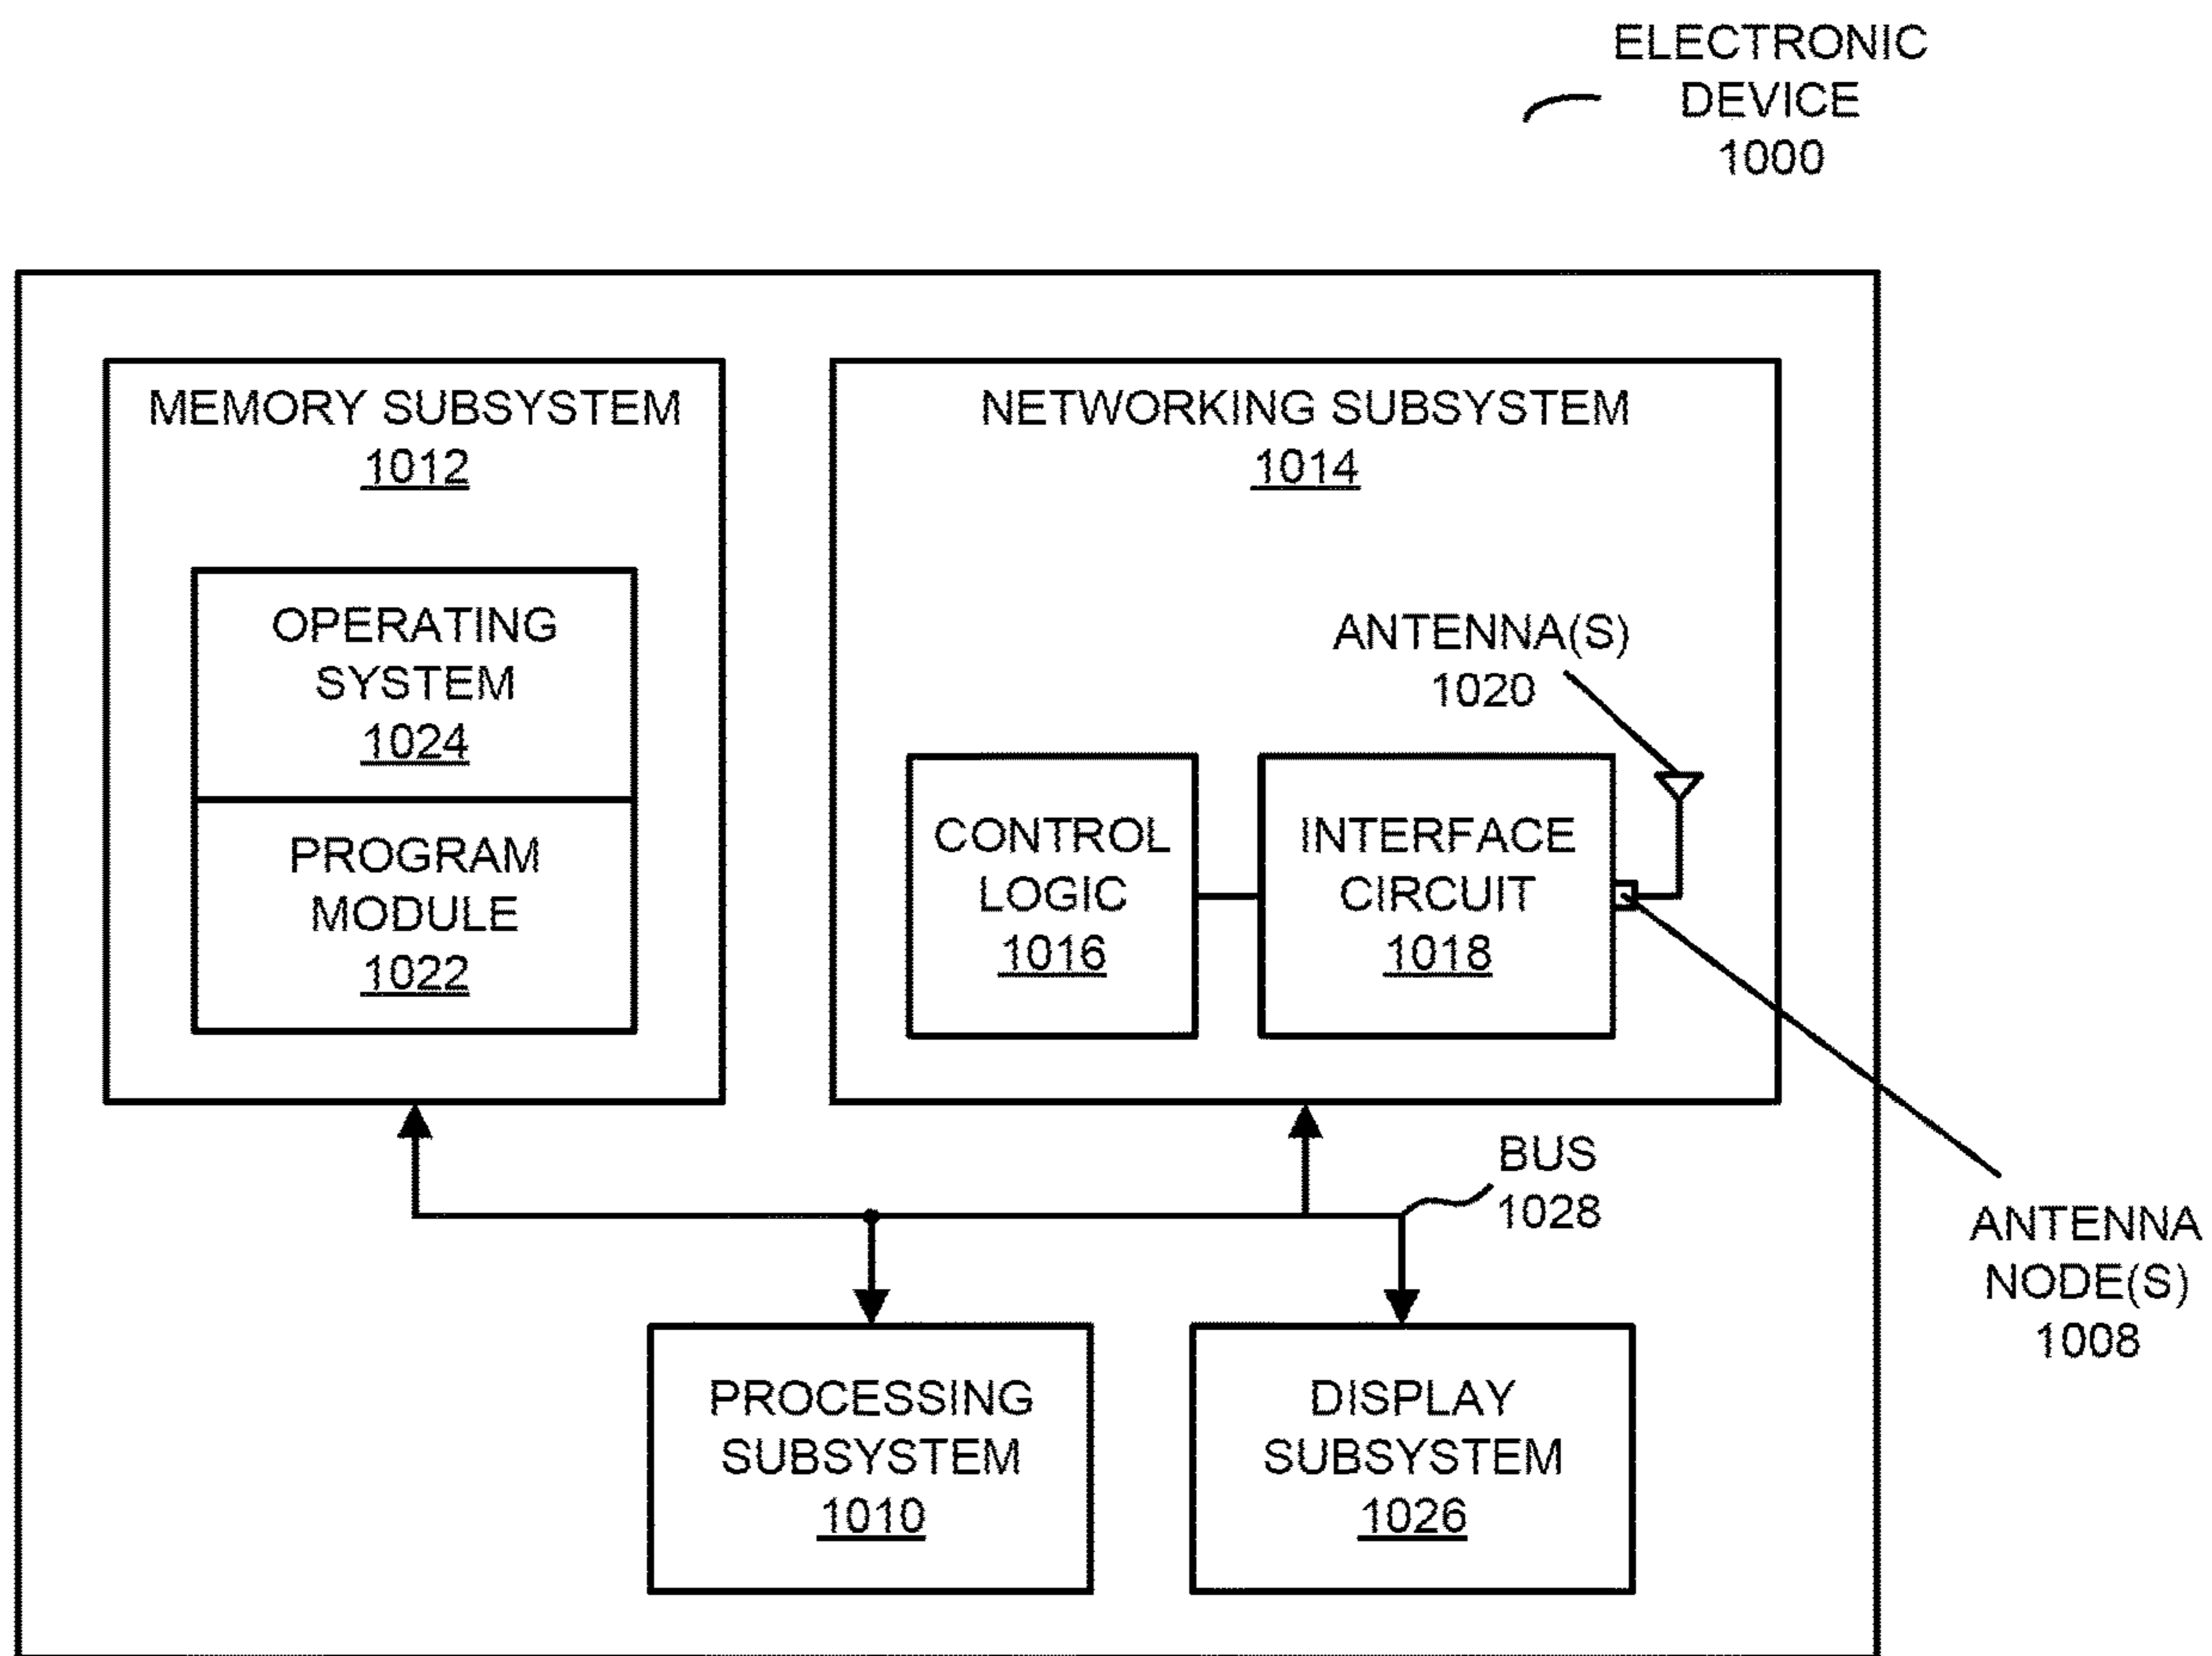 ELECTRONIC
DEVICE
1000
MEMORY SUBSYSTEM
1012
OPERATING
SYSTEM
1024
PROGRAM
MODULE
1022
NETWORKING SUBSYSTEM
1014
ANTENNA(S)
1020
CONTROL
LOGIC
1016
INTERFACE
CIRCUIT
1018
BUS
1028
ANTENNA
NODE(S)
1008
PROCESSING
SUBSYSTEM
1010
DISPLAY
SUBSYSTEM
1026